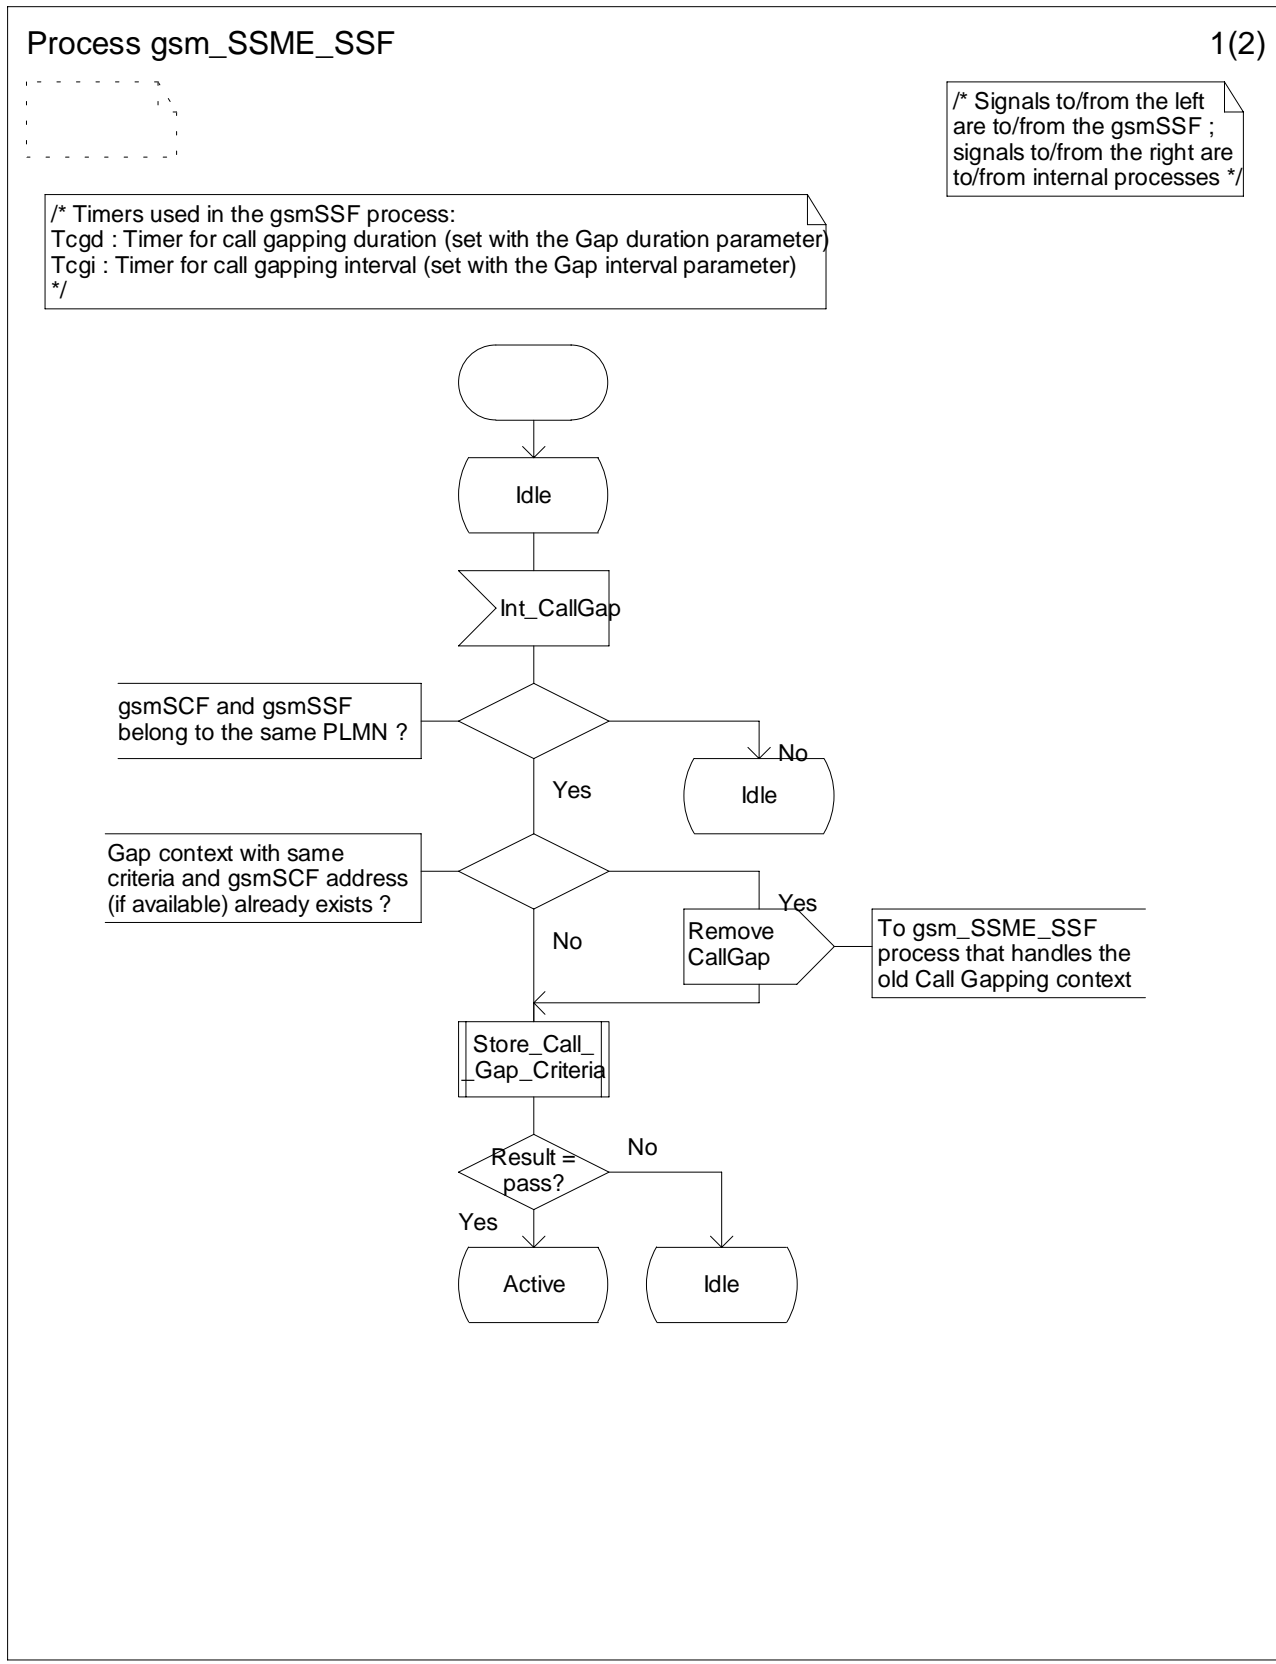 Process gsm_SSME_SSF
1(2)
/* Signals to/from the left
are to/from the gsmSSF ;
signals to/from the right are
to/from internal processes */
/* Timers used in the gsmSSF process:
Tcgd : Timer for call gapping duration (set with the Gap duration parameter)
Tcgi : Timer for call gapping interval (set with the Gap interval parameter)
*/
Idle
Int_CallGap
gsmSCF and gsmSSF
belong to the same PLMN ?
No
Yes
Idle
Gap context with same
criteria and gsmSCF address
(if available) already exists ?
Yes
No
Remove
CallGap
To gsm_SSME_SSF
process that handles the
old Call Gapping context
Store_Call_
_Gap_Criteria
Result =
pass?
No
Yes
Active
Idle